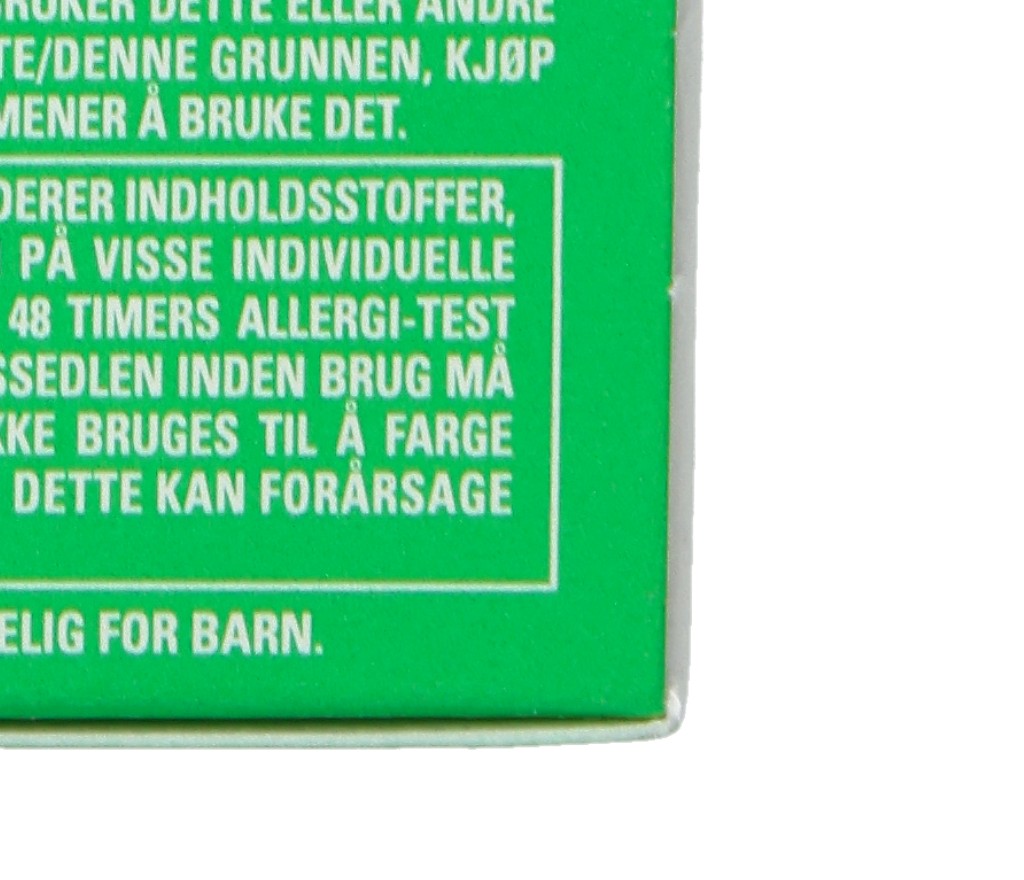 BRUKER DETTE ELLER ANDRE
TE/DENNE GRUNNEN, KJØP
MENER Å BRUKE DET.
DERER INDHOLDSSTOFFER,
PÅ VISSE INDIVIDUELLE
48 TIMERS ALLERGI-TEST
SSEDLEN INDEN BRUG MÅ
KKE BRUGES TIL Å FARGE
DETTE KAN FORÅRSAGE
ELIG FOR BARN.